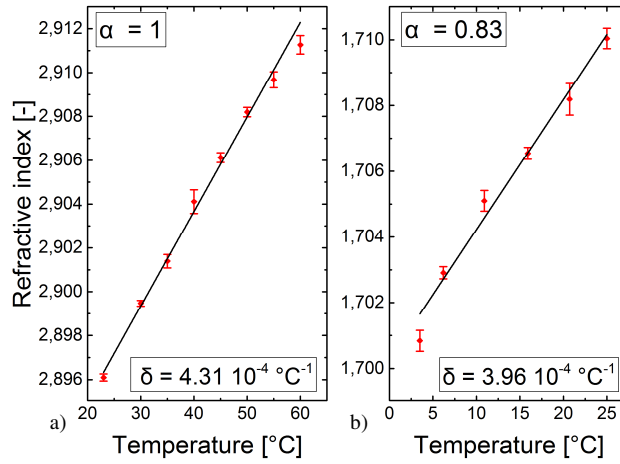 α = 1
α = 0.83
Refractive index [-]
2,912
2,910
2,908
2,906
2,904
2,902
2,900
2,898
2,896
1,710
1,708
1,706
1,704
1,702
1,700
δ = 4.31 10⁻⁴ °C⁻¹
δ = 3.96 10⁻⁴ °C⁻¹
20 30 40 50 60
0 5 10 15 20 25
a)
b)
Temperature [°C]
Temperature [°C]